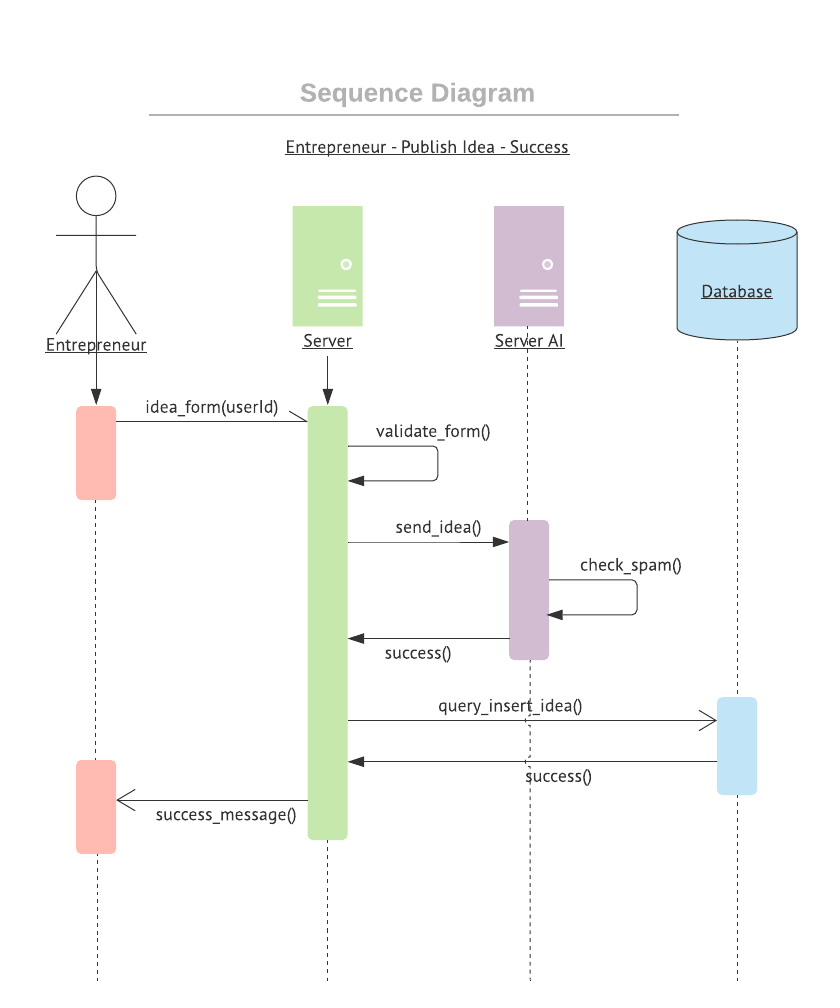 Sequence Diagram
Entrepreneur - Publish Idea - Success
Entrepreneur
Server
Server AI
Database
idea_form(userId)
validate_form()
send_idea()
check_spam()
success()
query_insert_idea()
success()
success_message()